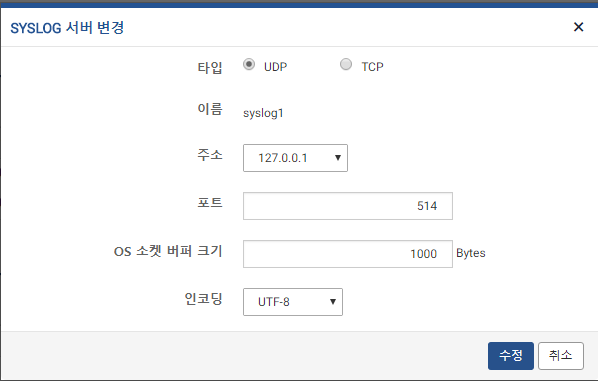 SYSLOG 서버 변경 ×
타입 UDP TCP
이름 syslog1
주소 127.0.0.1 ▼
포트 514
OS 소켓 버퍼 크기 1000 Bytes
인코딩 UTF-8 ▼
수정 취소